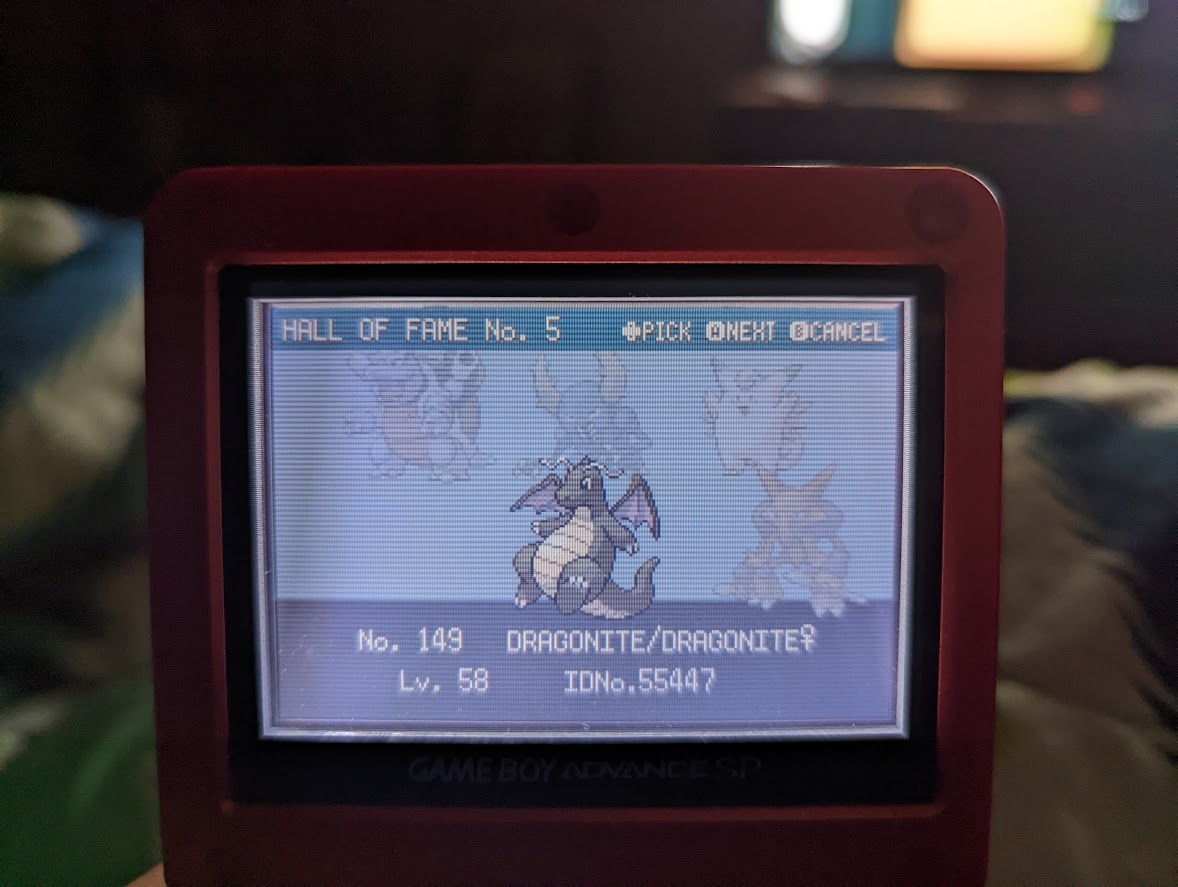 HALL OF FAME No. 5 PICK A NEXT B CANCEL
No. 149 DRAGONITE/DRAGONITE♀
Lv. 58 IDNo.55447
GAME BOY ADVANCE SP